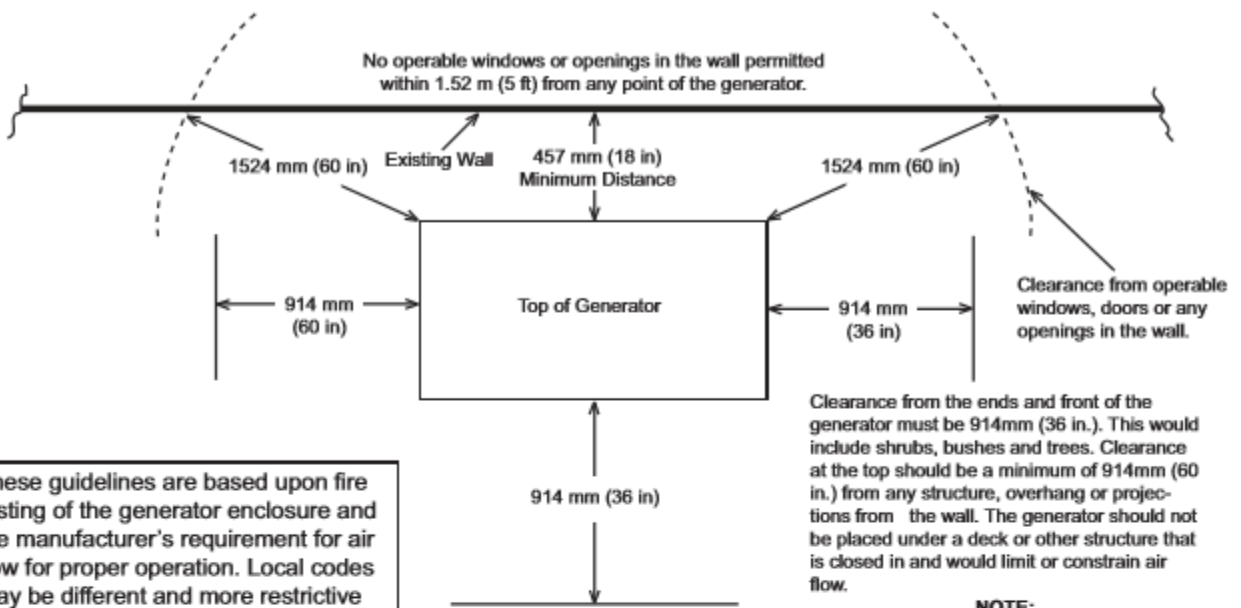 No operable windows or openings in the wall permitted
within 1.52 m (5 ft) from any point of the generator.
1524 mm (60 in)
Existing Wall
457 mm (18 in)
Minimum Distance
1524 mm (60 in)
914 mm
(60 in)
Top of Generator
914 mm
(36 in)
Clearance from operable
windows, doors or any
openings in the wall.
914 mm (36 in)
Clearance from the ends and front of the
generator must be 914mm (36 in.). This would
include shrubs, bushes and trees. Clearance
at the top should be a minimum of 914mm (60
in.) from any structure, overhang or projec-
tions from the wall. The generator should not
be placed under a deck or other structure that
is closed in and would limit or constrain air
flow.
NOTE:
hese guidelines are based upon fire
sting of the generator enclosure and
e manufacturer's requirement for air
w for proper operation. Local codes
ay be different and more restrictive